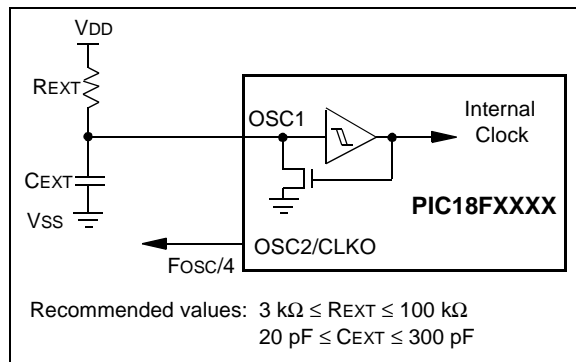 VDD
REXT
OSC1
Internal
Clock
CEXT
PIC18FXXXX
VSS
OSC2/CLKO
FOSC/4
Recommended values: 3 kΩ ≤ REXT ≤ 100 kΩ
20 pF ≤ CEXT ≤ 300 pF